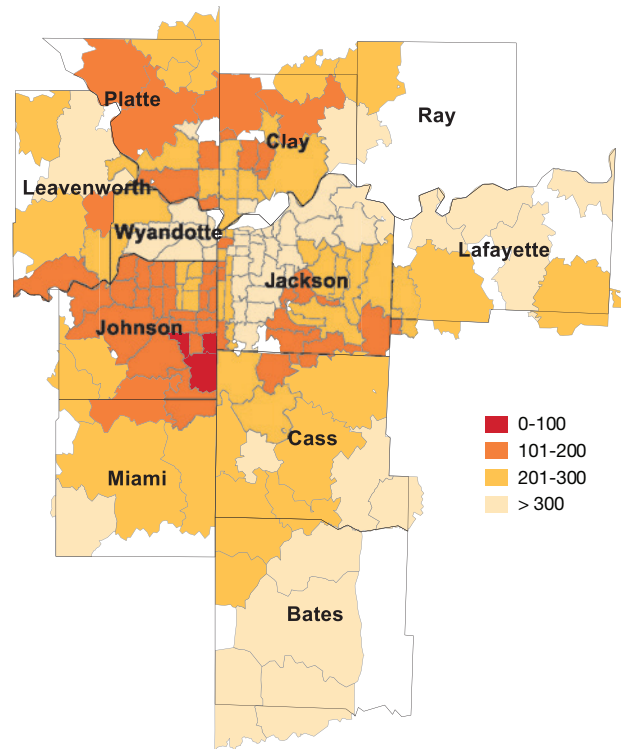 Platte
Ray
Clay
Leavenworth
Wyandotte
Lafayette
Jackson
Johnson
0-100
101-200
201-300
> 300
Cass
Miami
Bates